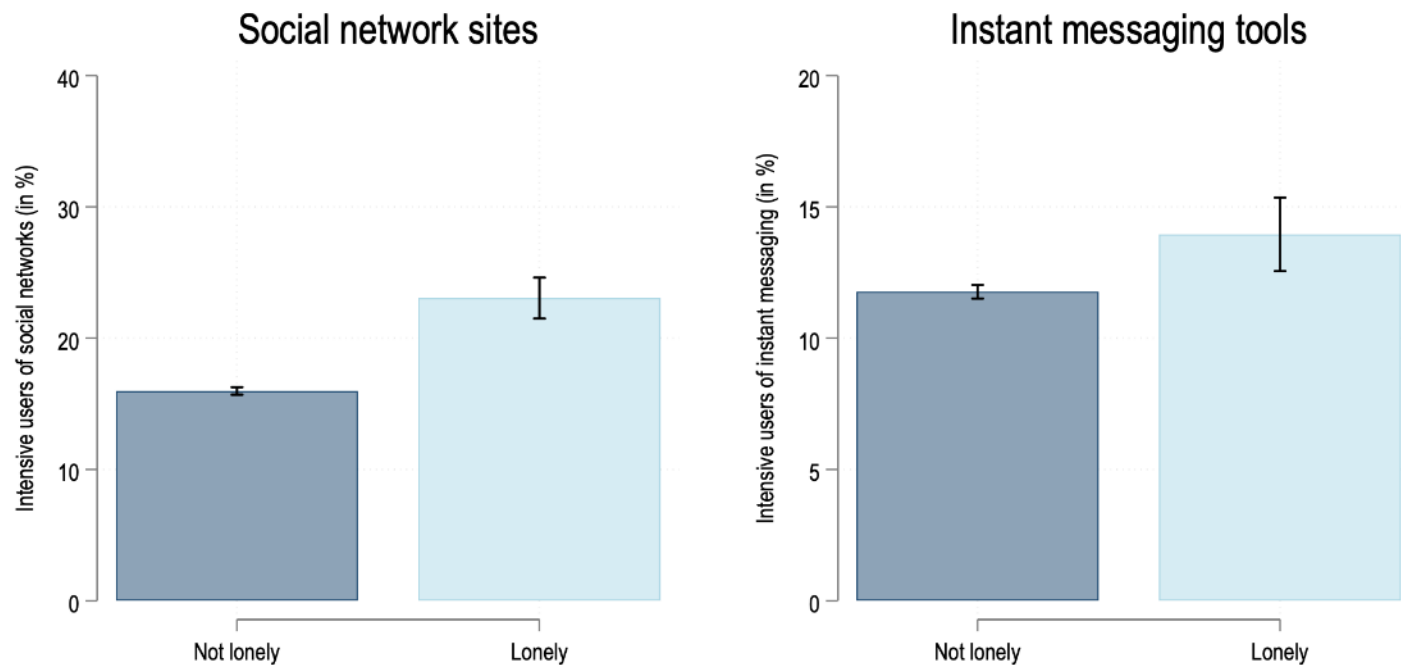 Social network sites
Intensive users of social networks (in %)
40
30
20
10
0
Not lonely
Lonely
Instant messaging tools
Intensive users of instant messaging (in %)
20
15
10
5
0
Not lonely
Lonely